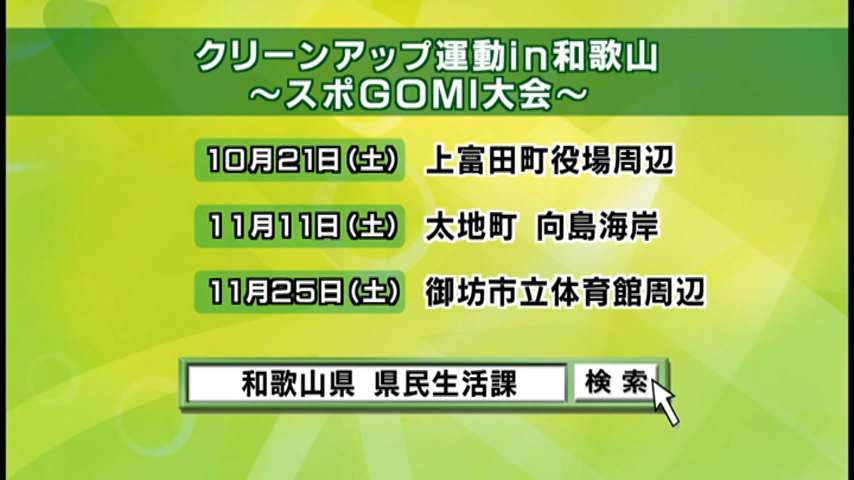 クリーンアップ運動in和歌山
～スポGOMI大会～
10月21日(土) 上富田町役場周辺
11月11日(土) 太地町 向島海岸
11月25日(土) 御坊市立体育館周辺
和歌山県 県民生活課 検索